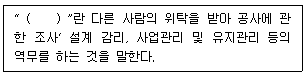 “ (     ) ”란 다른 사람의 위탁을 받아 공사에 관
한 조사‘ 설계 감리, 사업관리 및 유지관리 등의
역무를 하는 것을 말한다.